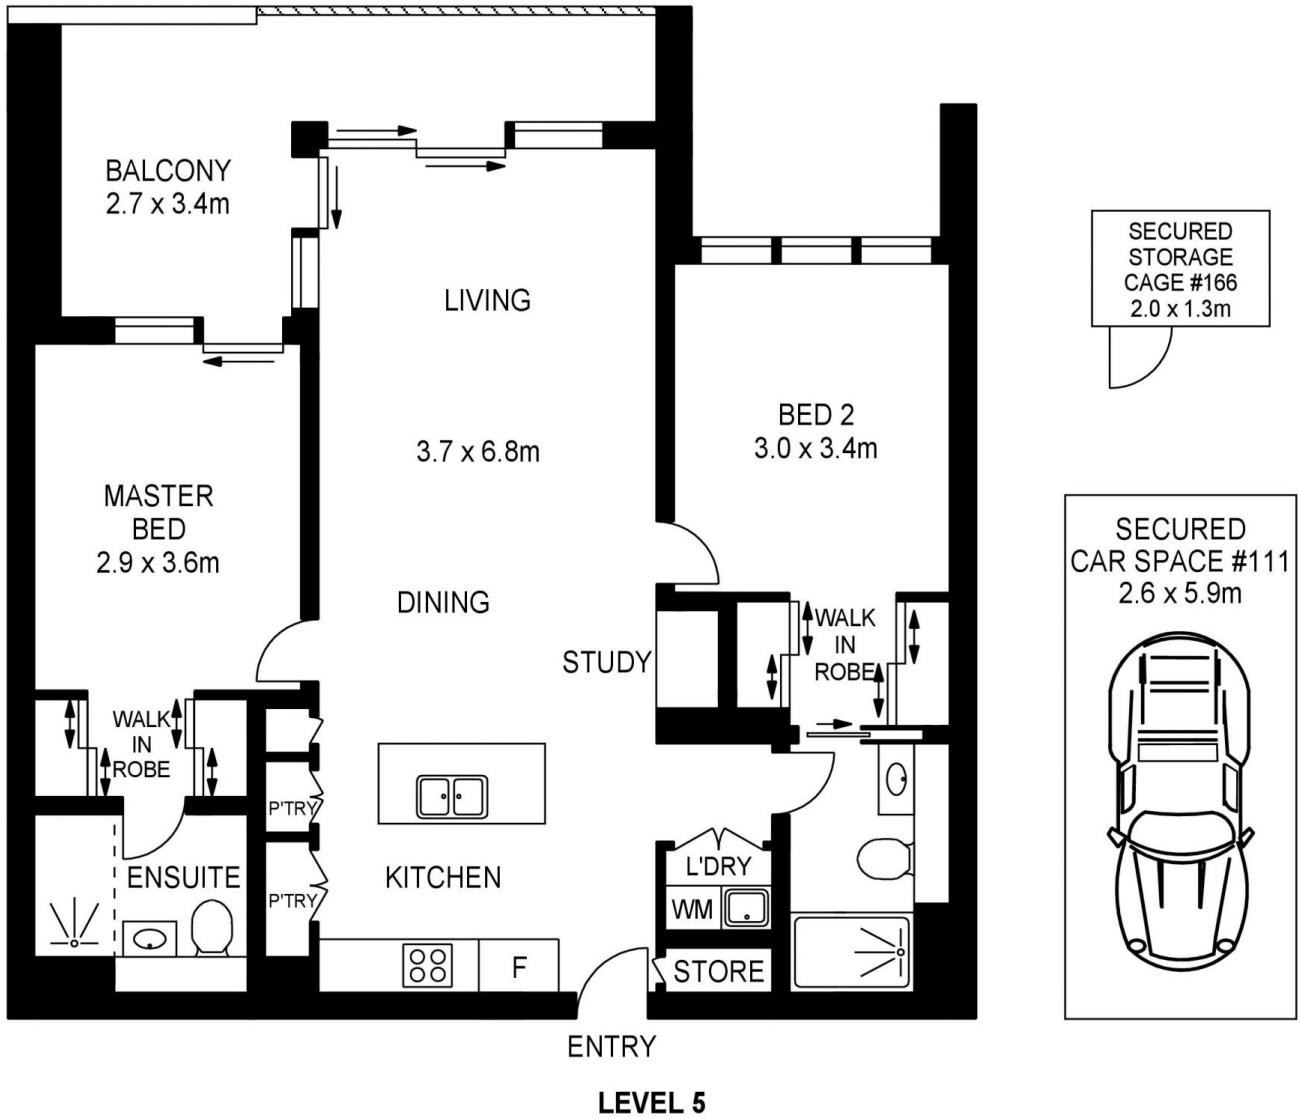 BALCONY
2.7 x 3.4m
LIVING
3.7 x 6.8m
SECURED
STORAGE
CAGE #166
2.0 x 1.3m
BED 2
3.0 x 3.4m
MASTER
BED
2.9 x 3.6m
SECURED
CAR SPACE #111
2.6 x 5.9m
DINING
STUDY
WALK
IN
ROBE
WALK
IN
ROBE
P'TRY
P'TRY
KITCHEN
ENSUITE
L'DRY
WM
STORE
F
ENTRY
LEVEL 5